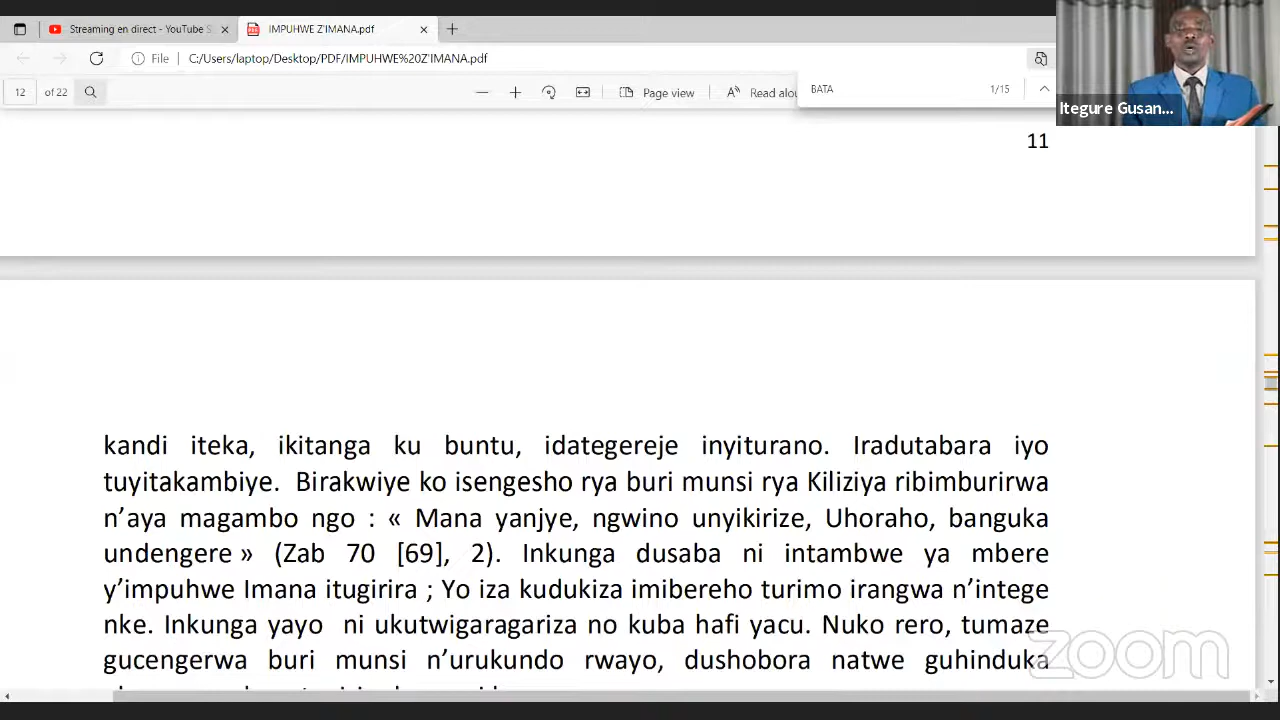 Streaming en direct - YouTube S
IMPUHWE Z'IMANA.pdf
File
C:/Users/laptop/Desktop/PDF/IMPUHWE%20Z'IMANA.pdf
12 of 22
Page view
Read alou
BATA
1/15
Itegure Gusan...
11
kandi iteka, ikitanga ku buntu, idategereje inyiturano. Iradutabara iyo
tuyitakambiye. Birakwiye ko isengesho rya buri munsi rya Kiliziya ribimburirwa
n’aya magambo ngo : « Mana yanjye, ngwino unyikirize, Uhoraho, banguka
undengere » (Zab 70 [69], 2). Inkunga dusaba ni intambwe ya mbere
y’impuhwe Imana itugirira ; Yo iza kudukiza imibereho turimo irangwa n’intege
nke. Inkunga yayo ni ukutwigaragariza no kuba hafi yacu. Nuko rero, tumaze
gucengerwa buri munsi n’urukundo rwayo, dushobora natwe guhinduka
zoom